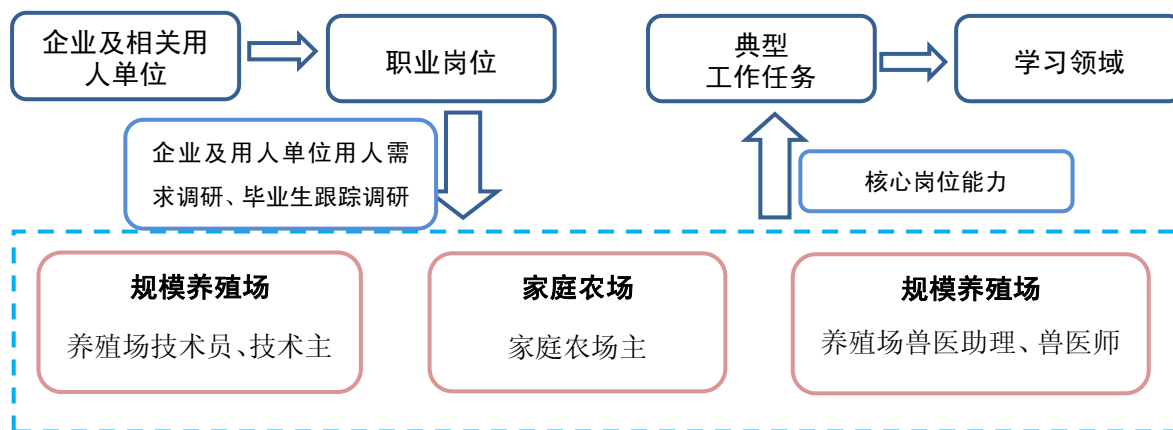 企业及相关用
人单位
职业岗位
典型
工作任务
学习领域
企业及用人单位用人需
求调研、毕业生跟踪调研
核心岗位能力
规模养殖场
养殖场技术员、技术主
家庭农场
家庭农场主
规模养殖场
养殖场兽医助理、兽医师